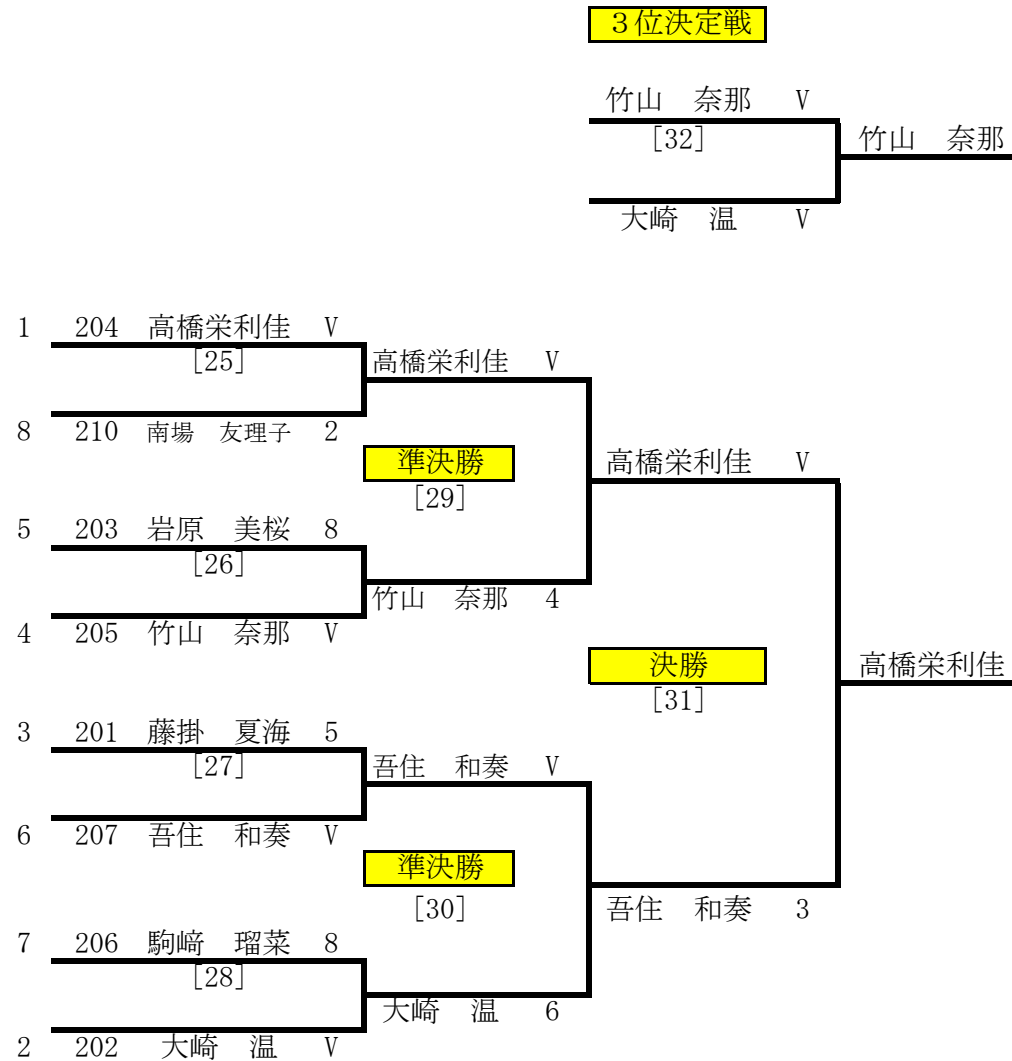 ３位決定戦
竹山　奈那　V
[32]
竹山　奈那
大崎　温　V
1　204　高橋栄利佳　V
[25]
高橋栄利佳　V
8　210　南場　友理子　2
準決勝
[29]
高橋栄利佳　V
5　203　岩原　美桜　8
[26]
竹山　奈那　4
4　205　竹山　奈那　V
決勝
[31]
高橋栄利佳
3　201　藤掛　夏海　5
[27]
吾住　和奏　V
6　207　吾住　和奏　V
準決勝
[30]
吾住　和奏　3
7　206　駒﨑　瑠菜　8
[28]
大崎　温　6
2　202　大崎　温　V